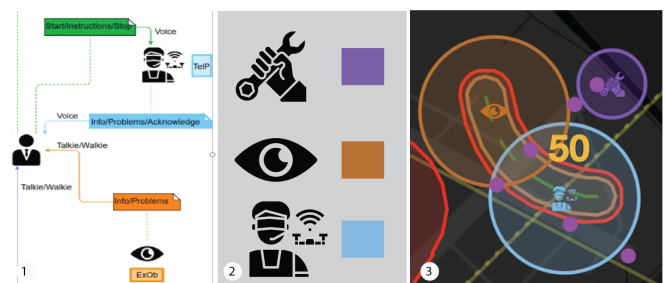 Start/Instructions/Stop
Voice
TelP
Voice
Info/Problems/Acknowledge
Talkie/Walkie
Talkie/Walkie
Info/Problems
ExOb
1
2
50
3